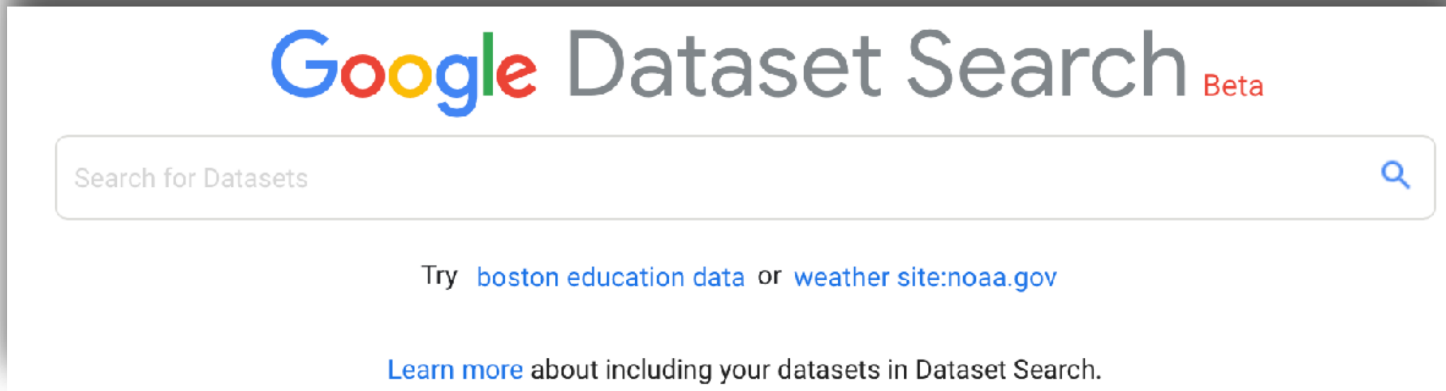 Google Dataset Search Beta
Search for Datasets
Try boston education data or weather site:noaa.gov
Learn more about including your datasets in Dataset Search.